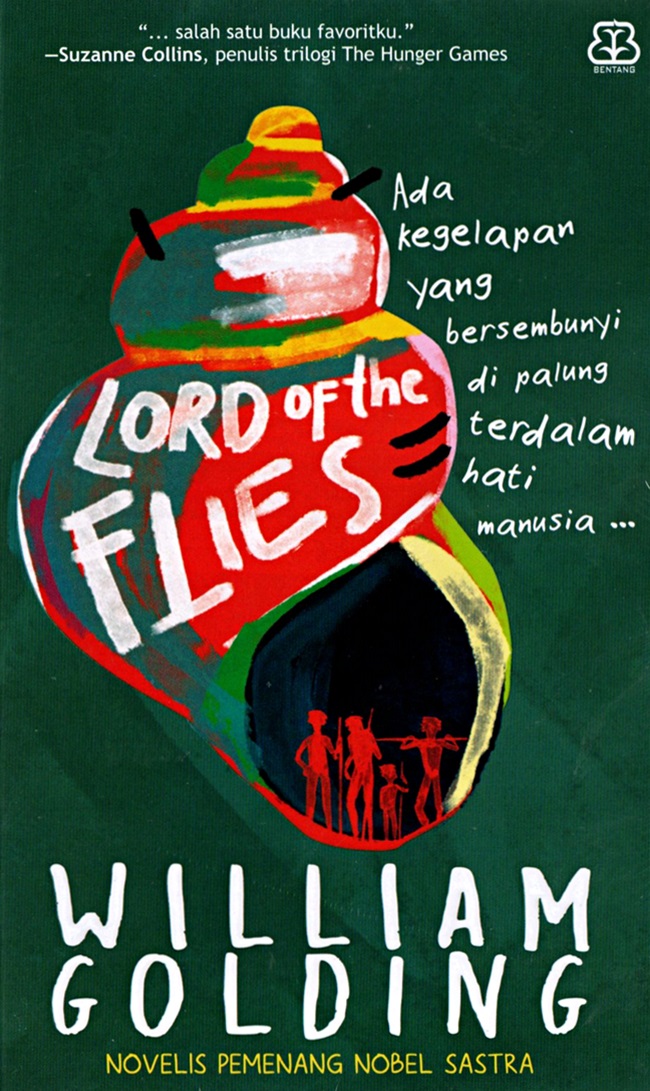 “... salah satu buku favoritku.”
—Suzanne Collins, penulis trilogi The Hunger Games
BENTANG
Ada
kegelapan
yang
bersembunyi
di palung
terdalam
hati
manusia ...
LORD OF the
FLIES
WILLIAM
GOLDING
NOVELIS PEMENANG NOBEL SASTRA